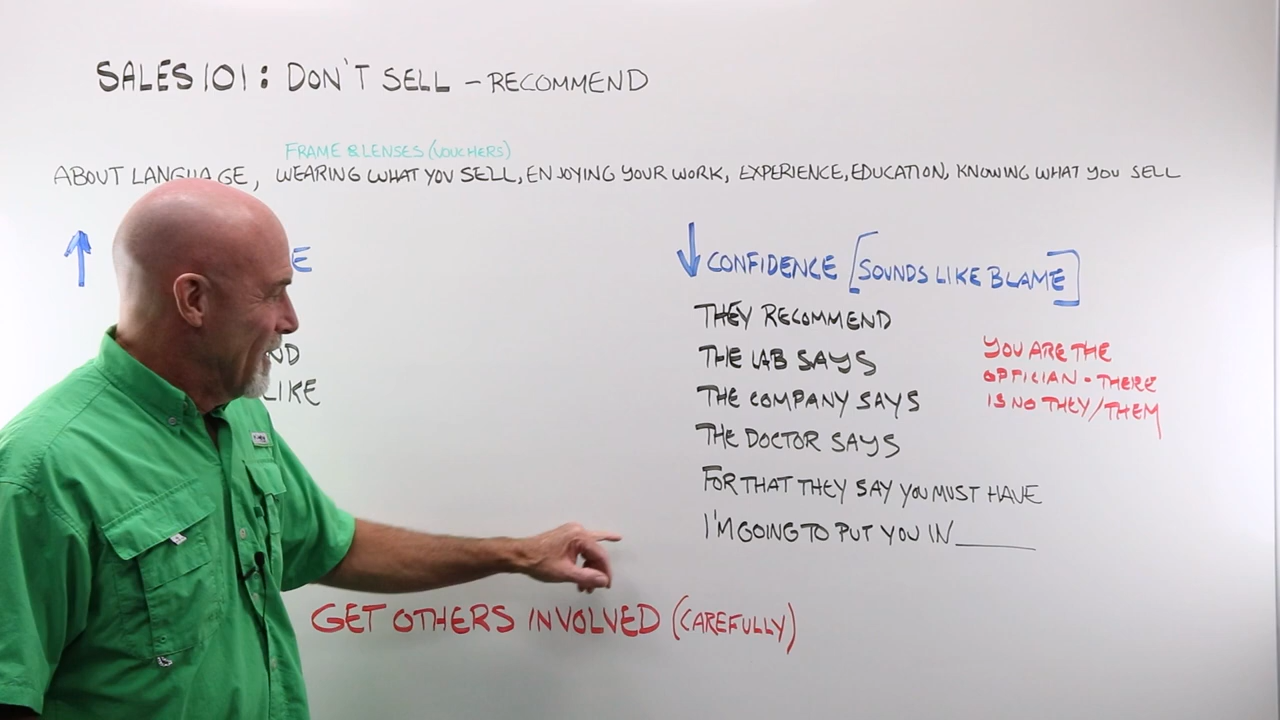 SALES 101: DON'T SELL – RECOMMEND
FRAME & LENSES (VOUCHERS)
ABOUT LANGUAGE, WEARING WHAT YOU SELL, ENJOYING YOUR WORK, EXPERIENCE, EDUCATION, KNOWING WHAT YOU SELL
↑ E
ND
LIKE
↓ CONFIDENCE [SOUNDS LIKE BLAME]
THEY RECOMMEND
THE LAB SAYS
THE COMPANY SAYS
THE DOCTOR SAYS
FOR THAT THEY SAY YOU MUST HAVE
I'M GOING TO PUT YOU IN______
YOU ARE THE
OPTICIAN - THERE
IS NO THEY/THEM
GET OTHERS INVOLVED (CAREFULLY)